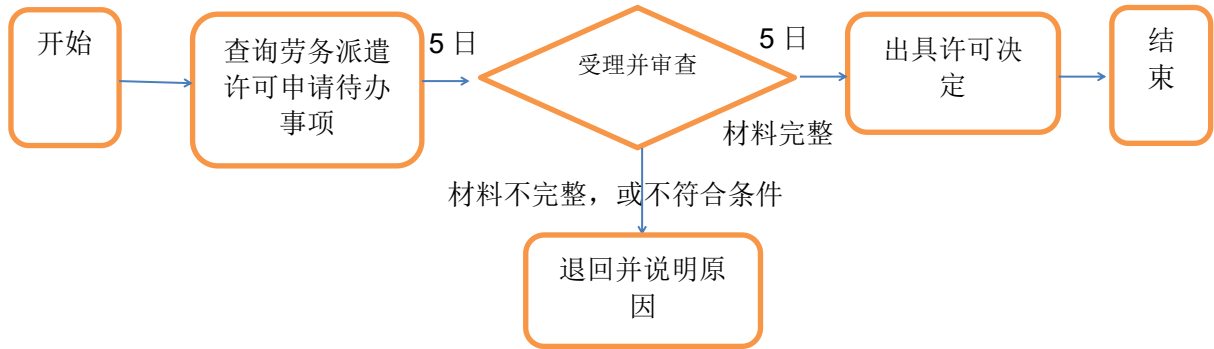 开始
查询劳务派遣
许可申请待办
事项
5 日
受理并审查
5 日
材料完整
出具许可决
定
结
束
材料不完整，或不符合条件
退回并说明原
因